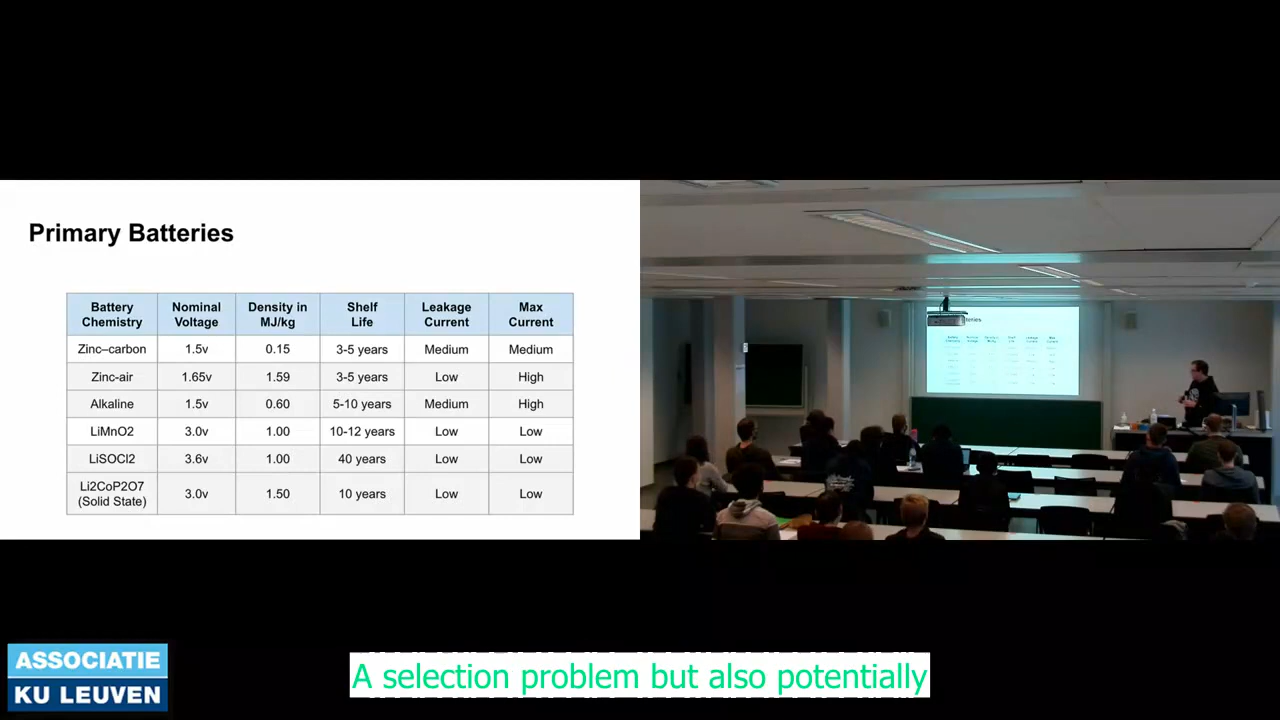 Primary Batteries
Battery Chemistry Nominal Voltage Density in MJ/kg Shelf Life Leakage Current Max Current
Zinc–carbon 1.5v 0.15 3-5 years Medium Medium
Zinc-air 1.65v 1.59 3-5 years Low High
Alkaline 1.5v 0.60 5-10 years Medium High
LiMnO2 3.0v 1.00 10-12 years Low Low
LiSOCl2 3.6v 1.00 40 years Low Low
Li2CoP2O7 (Solid State) 3.0v 1.50 10 years Low Low
ASSOCIATIE
KU LEUVEN
A selection problem but also potentially